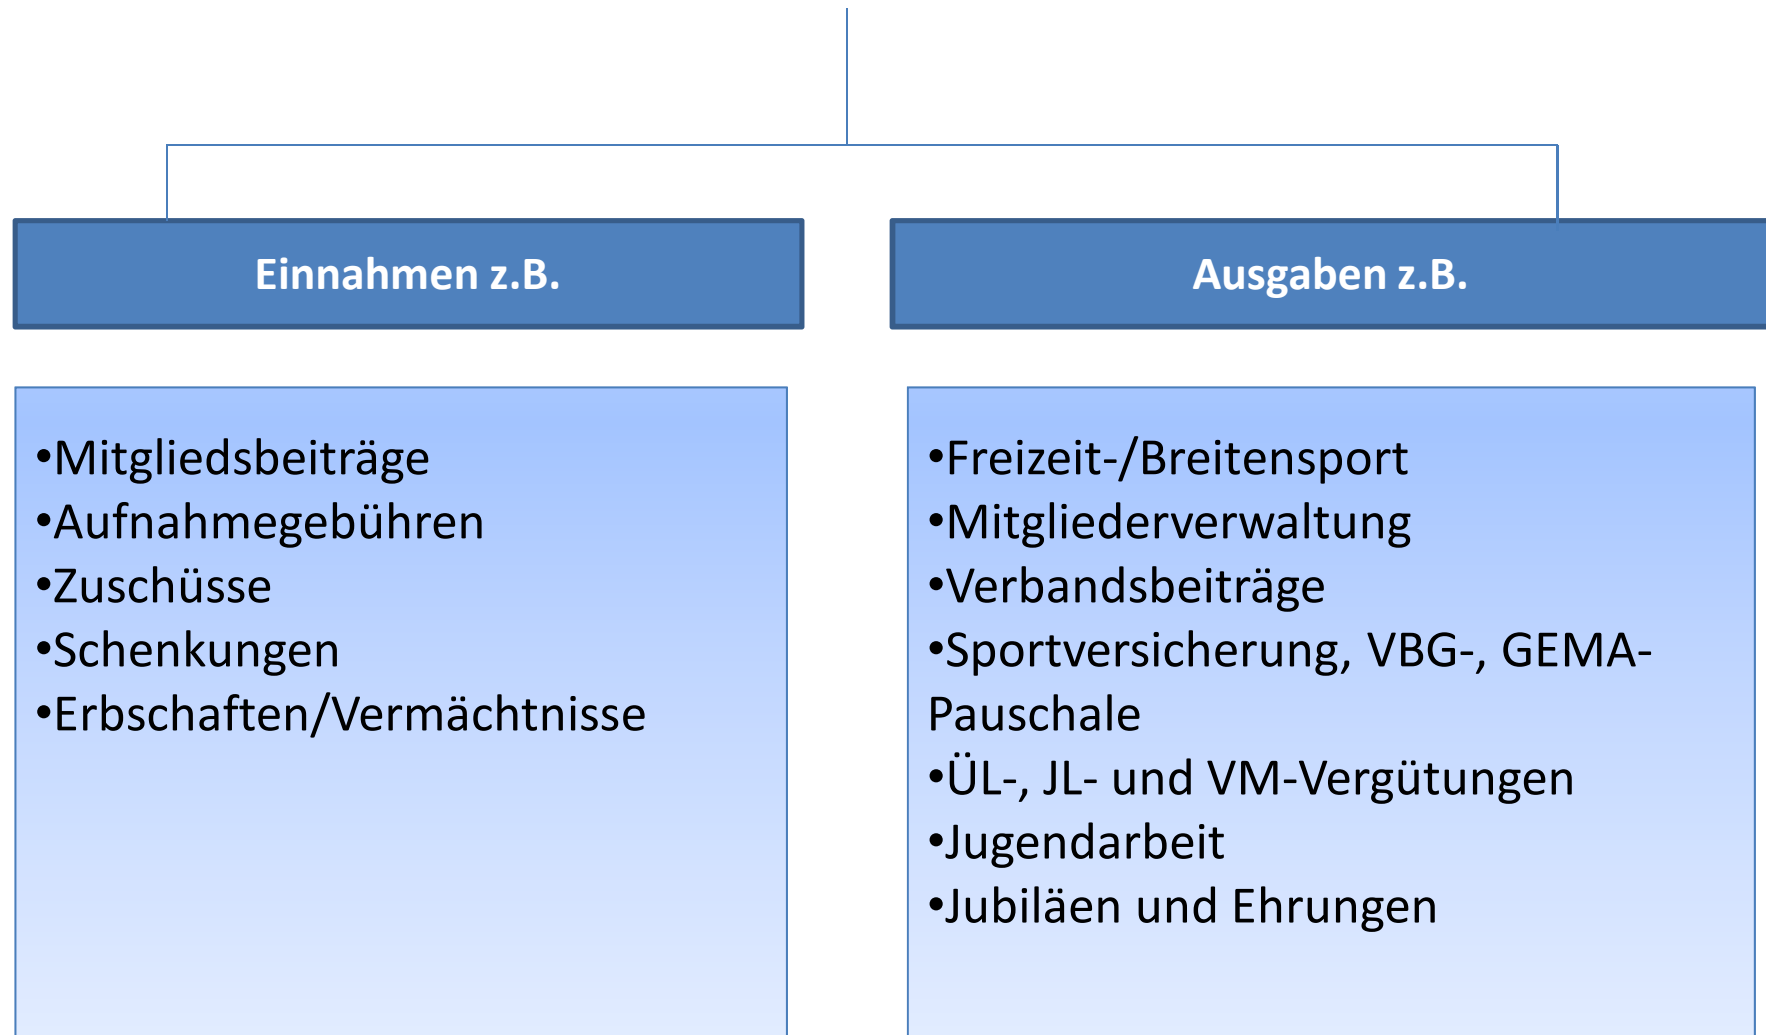 Einnahmen z.B.
•Mitgliedsbeiträge
•Aufnahmegebühren
•Zuschüsse
•Schenkungen
•Erbschaften/Vermächtnisse
Ausgaben z.B.
•Freizeit-/Breitensport
•Mitgliederverwaltung
•Verbandsbeiträge
•Sportversicherung, VBG-, GEMA-
Pauschale
•ÜL-, JL- und VM-Vergütungen
•Jugendarbeit
•Jubiläen und Ehrungen